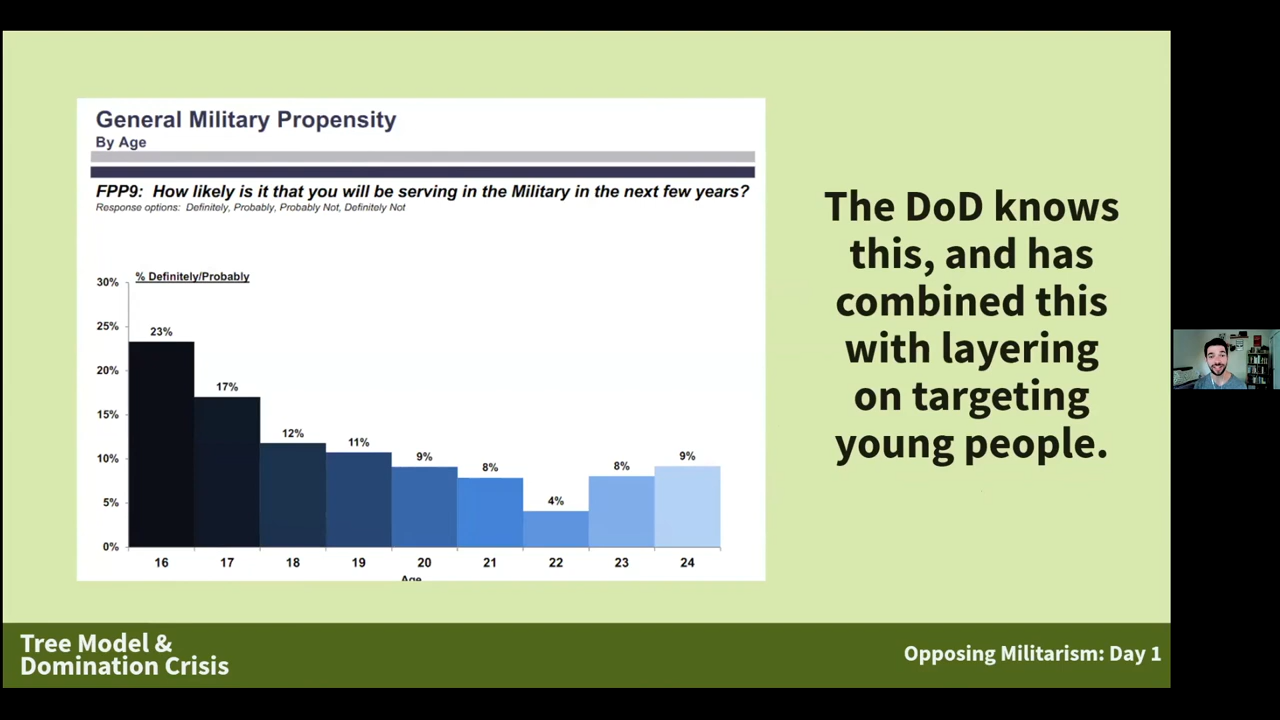 General Military Propensity
By Age
FPP9: How likely is it that you will be serving in the Military in the next few years?
Response options: Definitely, Probably, Probably Not, Definitely Not
% Definitely/Probably
30%
25%
20%
15%
10%
5%
0%
23%
17%
12%
11%
9%
8%
4%
8%
9%
16 17 18 19 20 21 22 23 24
Age
The DoD knows
this, and has
combined this
with layering
on targeting
young people.
Tree Model &
Domination Crisis
Opposing Militarism: Day 1